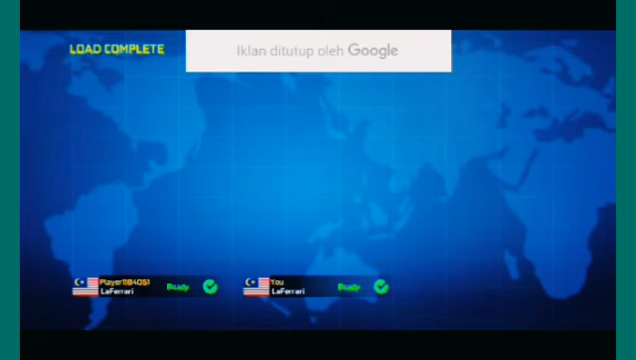 LOAD COMPLETE
Iklan ditutup oleh Google
Player1184051
LaFerrari
Ready
You
LaFerrari
Ready